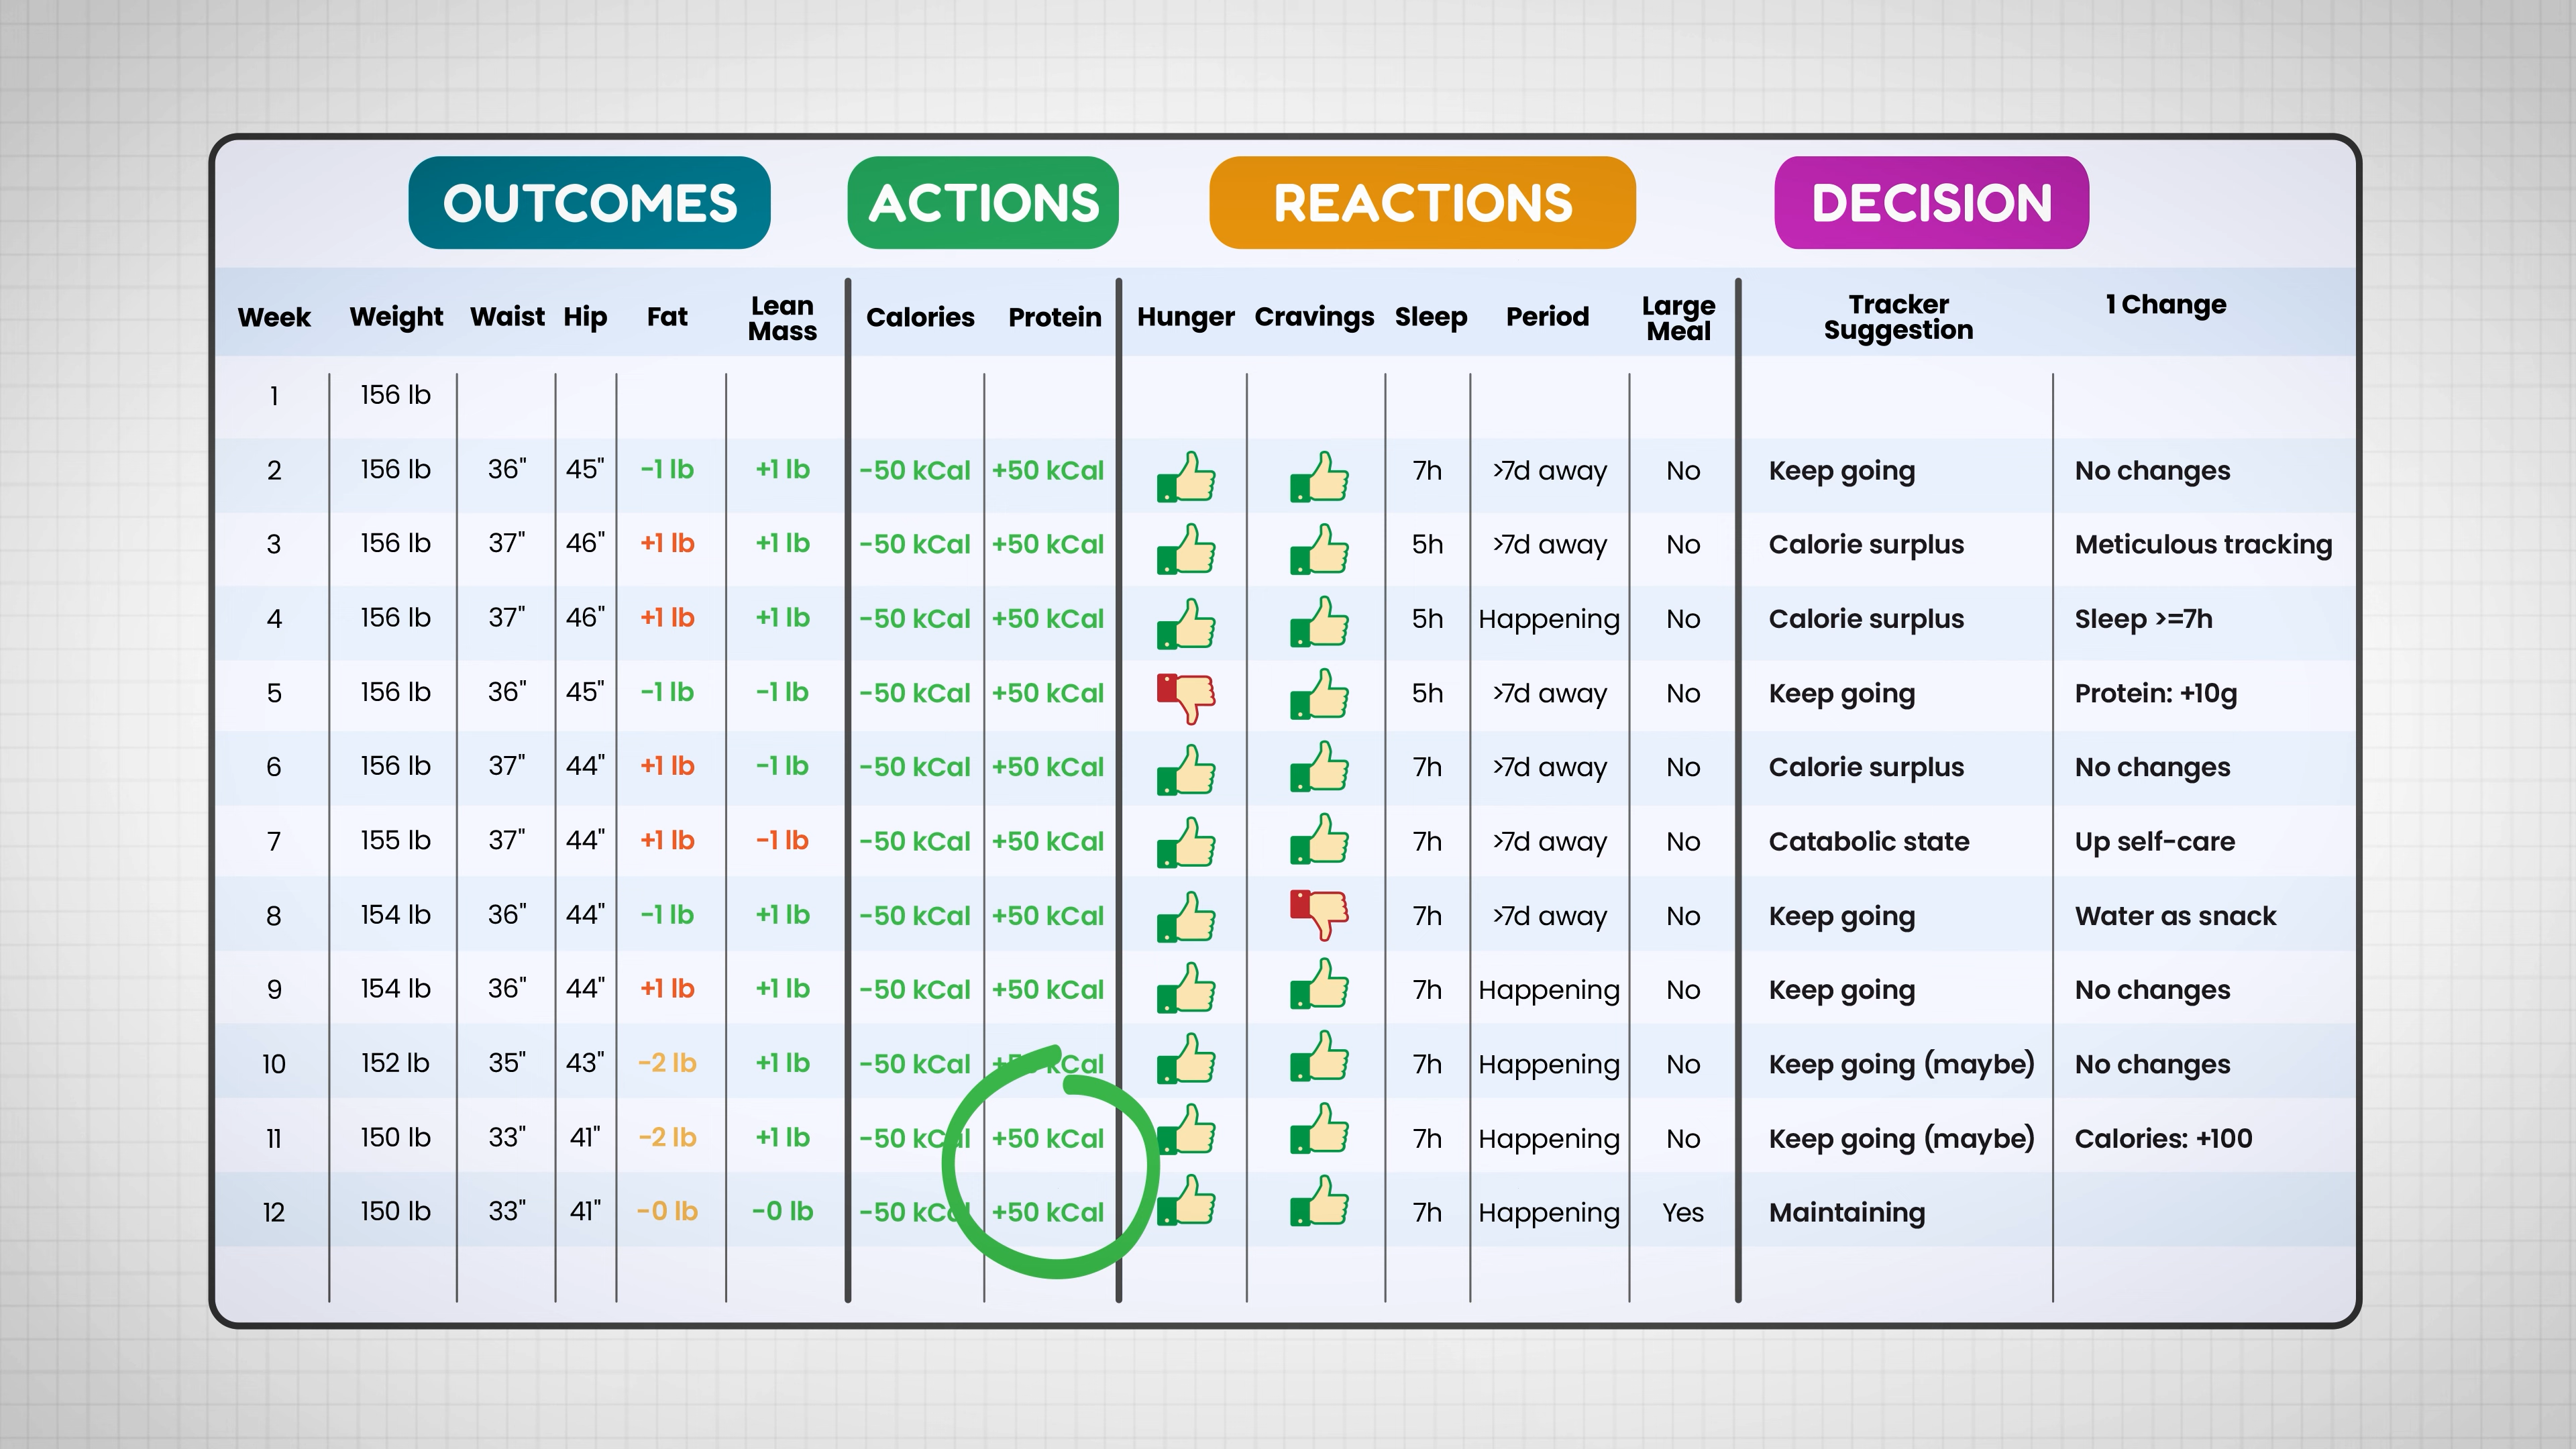 OUTCOMES ACTIONS REACTIONS DECISION
Week Weight Waist Hip Fat Lean Mass Calories Protein Hunger Cravings Sleep Period Large Meal Tracker Suggestion 1 Change
1 156 lb
2 156 lb 36" 45" -1 lb +1 lb -50 kCal +50 kCal 7h >7d away No Keep going No changes
3 156 lb 37" 46" +1 lb +1 lb -50 kCal +50 kCal 5h >7d away No Calorie surplus Meticulous tracking
4 156 lb 37" 46" +1 lb +1 lb -50 kCal +50 kCal 5h Happening No Calorie surplus Sleep >=7h
5 156 lb 36" 45" -1 lb -1 lb -50 kCal +50 kCal 5h >7d away No Keep going Protein: +10g
6 156 lb 37" 44" +1 lb -1 lb -50 kCal +50 kCal 7h >7d away No Calorie surplus No changes
7 155 lb 37" 44" +1 lb -1 lb -50 kCal +50 kCal 7h >7d away No Catabolic state Up self-care
8 154 lb 36" 44" -1 lb +1 lb -50 kCal +50 kCal 7h >7d away No Keep going Water as snack
9 154 lb 36" 44" +1 lb +1 lb -50 kCal +50 kCal 7h Happening No Keep going No changes
10 152 lb 35" 43" -2 lb +1 lb -50 kCal +50 kCal 7h Happening No Keep going (maybe) No changes
11 150 lb 33" 41" -2 lb +1 lb -50 kCal +50 kCal 7h Happening No Keep going (maybe) Calories: +100
12 150 lb 33" 41" -0 lb -0 lb -50 kCal +50 kCal 7h Happening Yes Maintaining